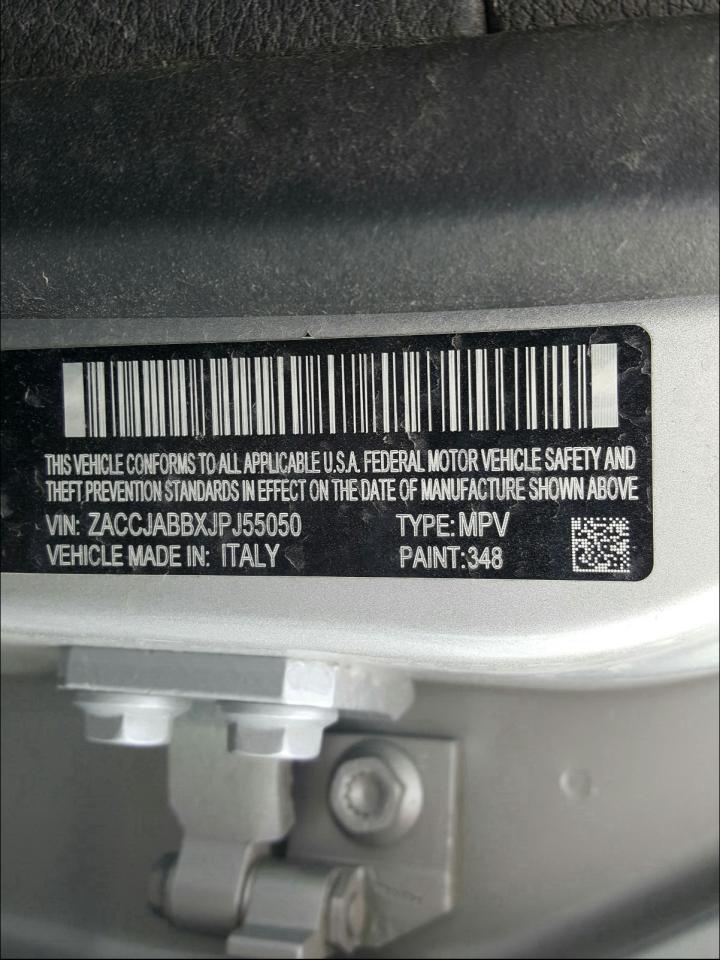 THIS VEHICLE CONFORMS TO ALL APPLICABLE U.S.A. FEDERAL MOTOR VEHICLE SAFETY AND
THEFT PREVENTION STANDARDS IN EFFECT ON THE DATE OF MANUFACTURE SHOWN ABOVE
VIN: ZACCJABBXJPJ55050 TYPE: MPV
VEHICLE MADE IN: ITALY PAINT:348